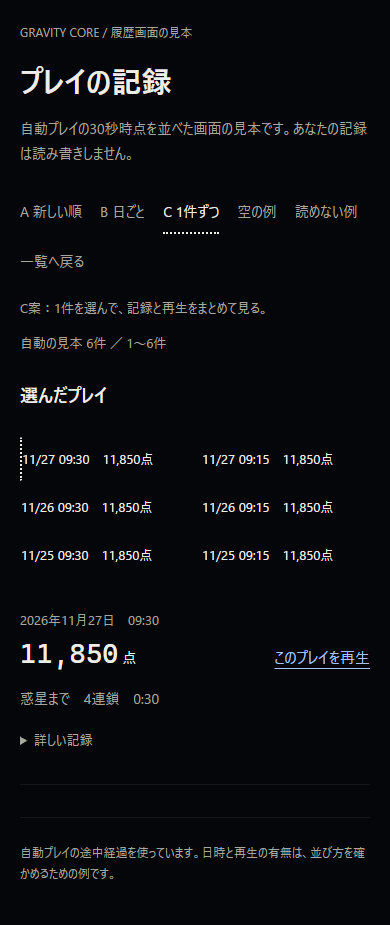 GRAVITY CORE / 履歴画面の見本
プレイの記録
自動プレイの30秒時点を並べた画面の見本です。あなたの記録
は読み書きしません。
A 新しい順 B 日ごと C 1件ずつ 空の例 読めない例
一覧へ戻る
C案：1件を選んで、記録と再生をまとめて見る。
自動の見本 6件 ／ 1〜6件
選んだプレイ
11/27 09:30 11,850点 11/27 09:15 11,850点
11/26 09:30 11,850点 11/26 09:15 11,850点
11/25 09:30 11,850点 11/25 09:15 11,850点
2026年11月27日 09:30
11,850 点 このプレイを再生
惑星まで 4連鎖 0:30
▶ 詳しい記録
自動プレイの途中経過を使っています。日時と再生の有無は、並び方を確
かめるための例です。